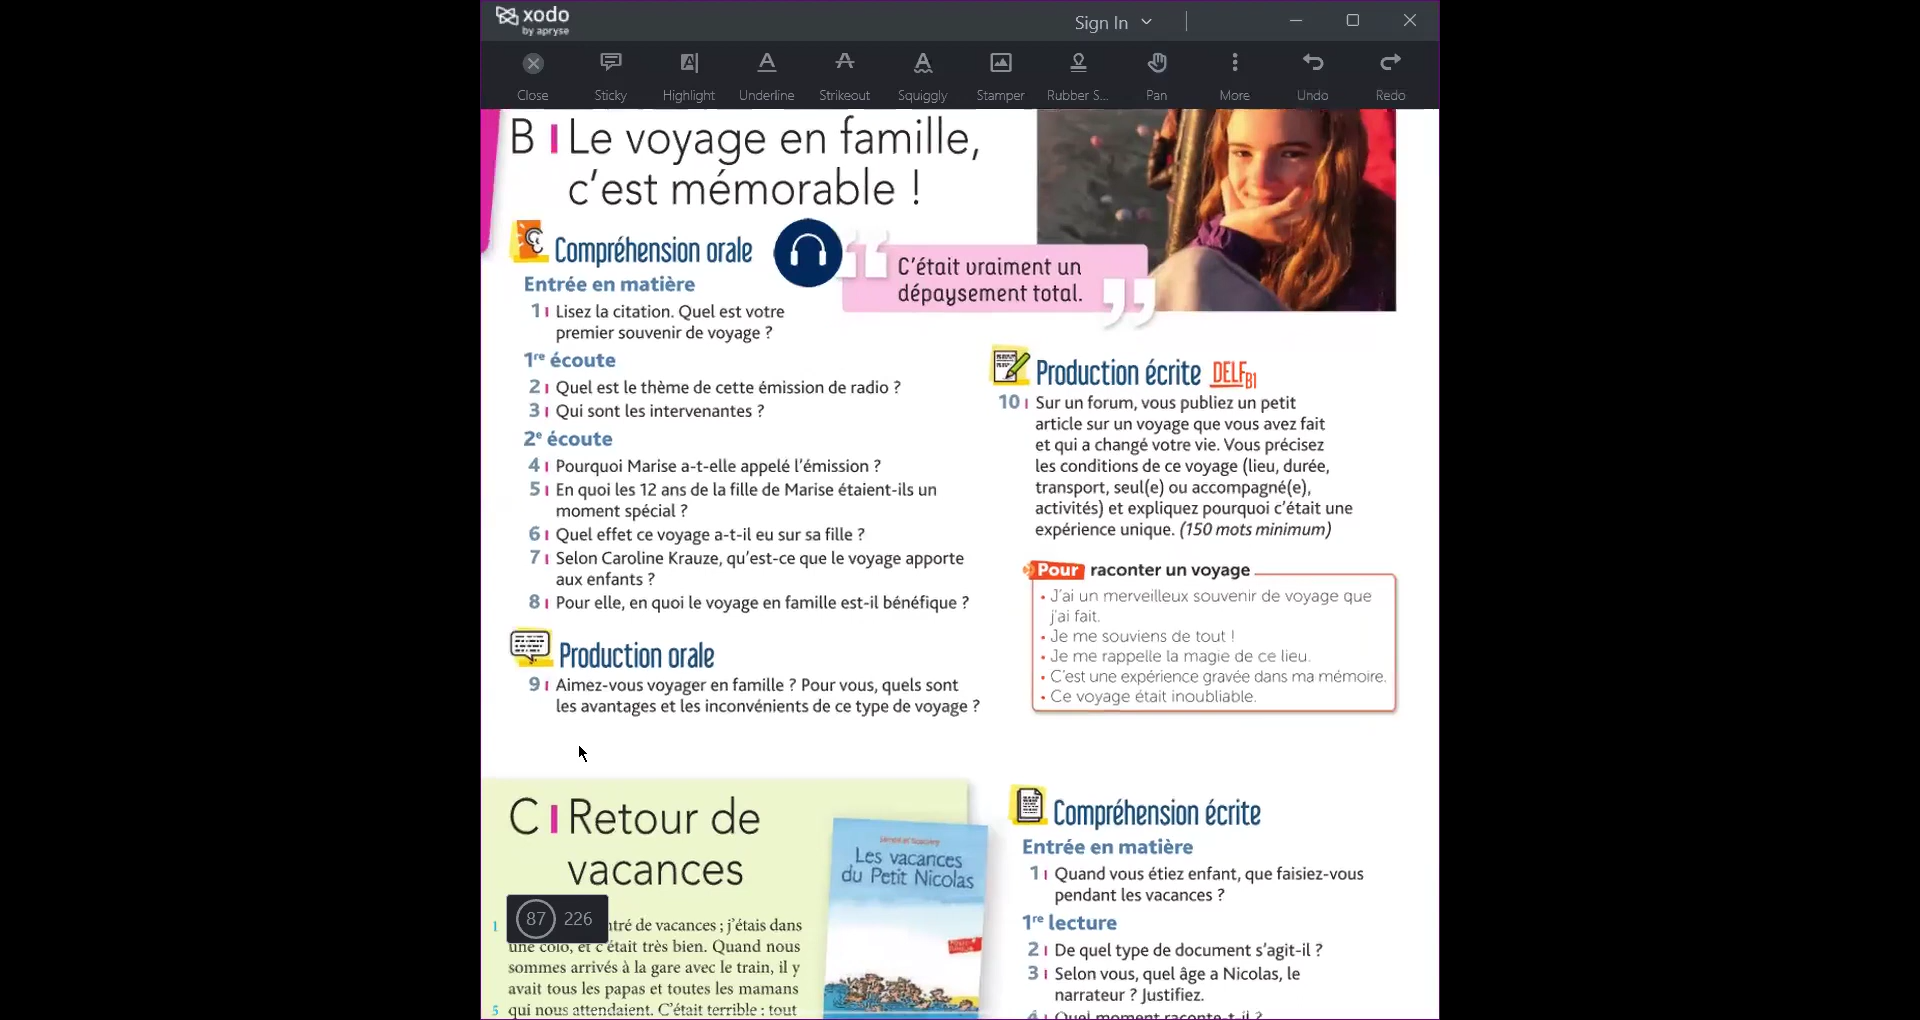 xodo
by apryse
Sign In
Close
Sticky
Highlight
Underline
Strikeout
Squiggly
Stamper
Rubber S...
Pan
More
Undo
Redo
B I Le voyage en famille,
c'est mémorable !
Compréhension orale
Entrée en matière
1 I Lisez la citation. Quel est votre
premier souvenir de voyage ?
1re écoute
2 I Quel est le thème de cette émission de radio ?
3 I Qui sont les intervenantes ?
2e écoute
4 I Pourquoi Marise a-t-elle appelé l'émission ?
5 I En quoi les 12 ans de la fille de Marise étaient-ils un
moment spécial ?
6 I Quel effet ce voyage a-t-il eu sur sa fille ?
7 I Selon Caroline Krauze, qu'est-ce que le voyage apporte
aux enfants ?
8 I Pour elle, en quoi le voyage en famille est-il bénéfique ?
Production orale
9 I Aimez-vous voyager en famille ? Pour vous, quels sont
les avantages et les inconvénients de ce type de voyage ?
“ C'était vraiment un
dépaysement total. ”
Production écrite DELF B1
10 I Sur un forum, vous publiez un petit
article sur un voyage que vous avez fait
et qui a changé votre vie. Vous précisez
les conditions de ce voyage (lieu, durée,
transport, seul(e) ou accompagné(e),
activités) et expliquez pourquoi c'était une
expérience unique. (150 mots minimum)
Pour raconter un voyage
• J'ai un merveilleux souvenir de voyage que
j'ai fait.
• Je me souviens de tout !
• Je me rappelle la magie de ce lieu.
• C'est une expérience gravée dans ma mémoire.
• Ce voyage était inoubliable.
C I Retour de
vacances
87 226
1 ntré de vacances ; j'étais dans
une colo, et c'était très bien. Quand nous
sommes arrivés à la gare avec le train, il y
avait tous les papas et toutes les mamans
5 qui nous attendaient. C'était terrible : tout
Les vacances
du Petit Nicolas
Compréhension écrite
Entrée en matière
1 I Quand vous étiez enfant, que faisiez-vous
pendant les vacances ?
1re lecture
2 I De quel type de document s'agit-il ?
3 I Selon vous, quel âge a Nicolas, le
narrateur ? Justifiez.
4 I Quel moment raconte-t-il ?